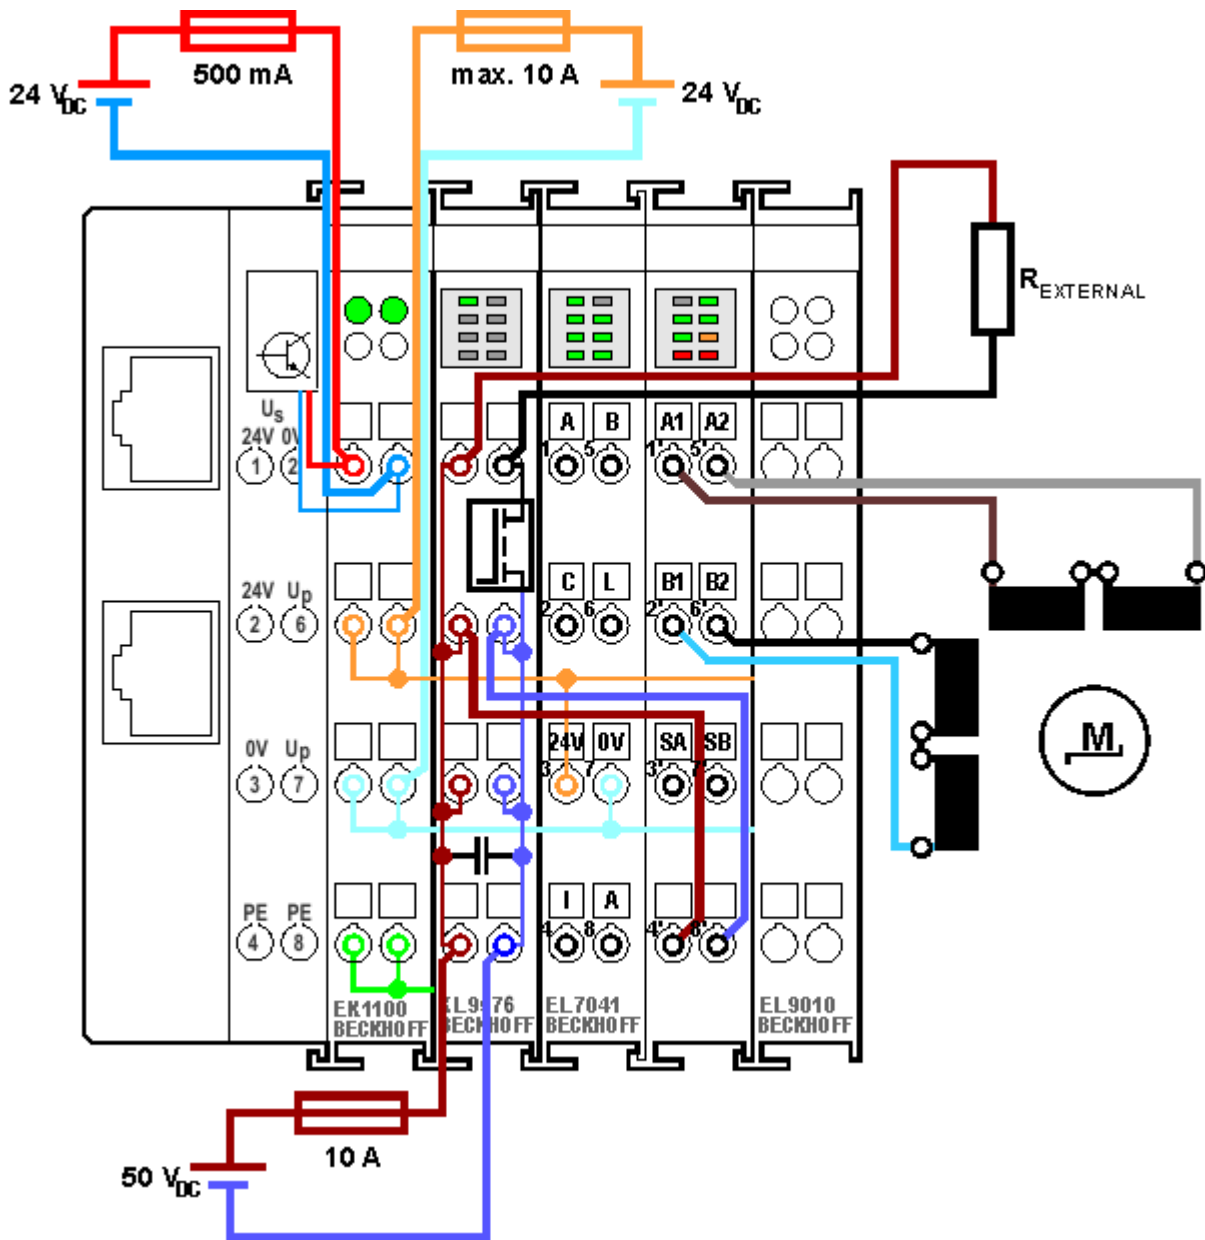 500 mA
max. 10 A
24 VDC
24 VDC
REXTERNAL
Us
24V 0V
1 2
A B
A1 A2
1 5
1' 5'
24V Up
2 6
C L
B1 B2
2 6
2' 6'
0V Up
3 7
24V 0V
SA SB
3 7
3' 7'
M
PE PE
4 8
I A
4 8
4' 8'
EK1100
BECKHOFF
BECKHOFF
EL7041
BECKHOFF
EL9010
BECKHOFF
10 A
50 VDC